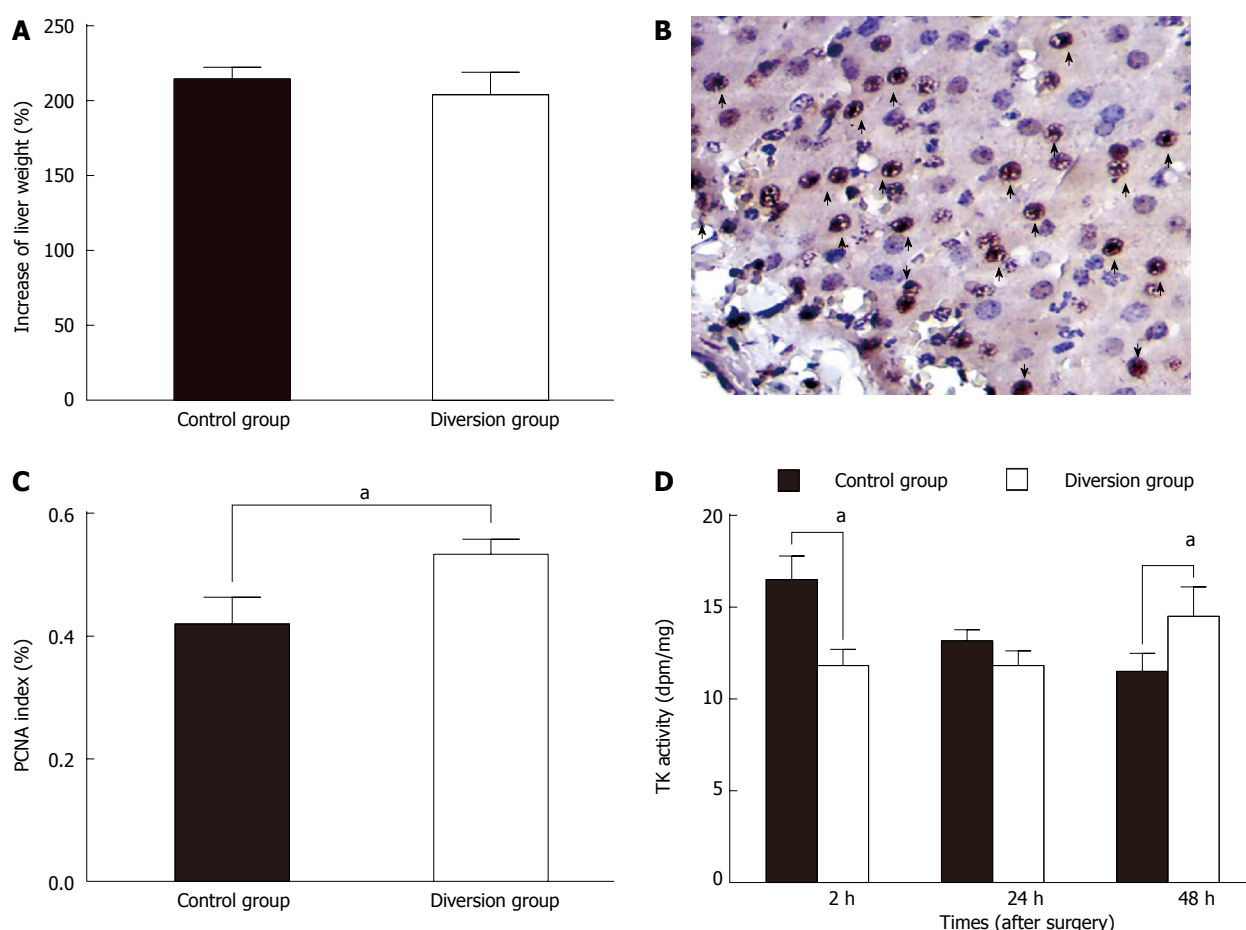 A
250
200
150
100
50
0
Increase of liver weight (%)
Control group
Diversion group
B
C
a
0.6
0.4
0.2
0.0
PCNA index (%)
Control group
Diversion group
D
Control group
Diversion group
20
15
10
5
0
TK activity (dpm/mg)
a
a
2 h
24 h
48 h
Times (after surgery)